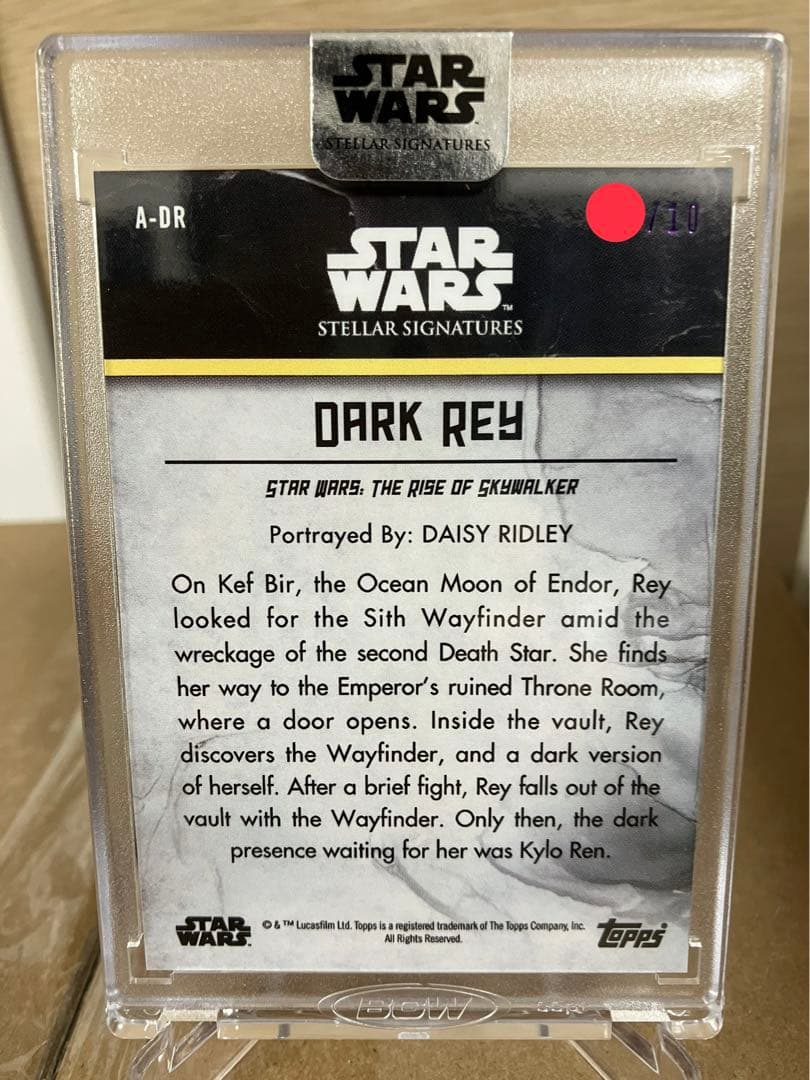 STAR
WARS
STELLAR SIGNATURES
A-DR
/10
STAR
WARS™
STELLAR SIGNATURES
DARK REY
STAR WARS: THE RISE OF SKYWALKER
Portrayed By: DAISY RIDLEY
On Kef Bir, the Ocean Moon of Endor, Rey
looked for the Sith Wayfinder amid the
wreckage of the second Death Star. She finds
her way to the Emperor's ruined Throne Room,
where a door opens. Inside the vault, Rey
discovers the Wayfinder, and a dark version
of herself. After a brief fight, Rey falls out of the
vault with the Wayfinder. Only then, the dark
presence waiting for her was Kylo Ren.
STAR
WARS
© & ™ Lucasfilm Ltd. Topps is a registered trademark of The Topps Company, Inc.
All Rights Reserved.
Topps
BCW